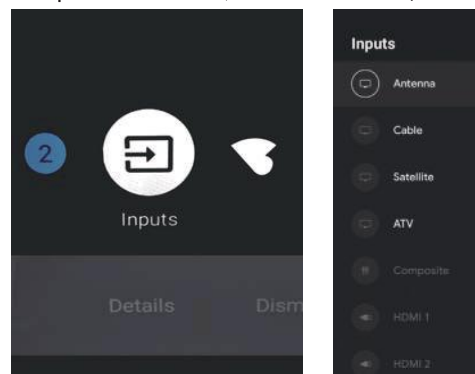 2
Inputs
Details
Dism
Inputs
Antenna
Cable
Satellite
ATV
Composite
HDMI 1
HDMI 2